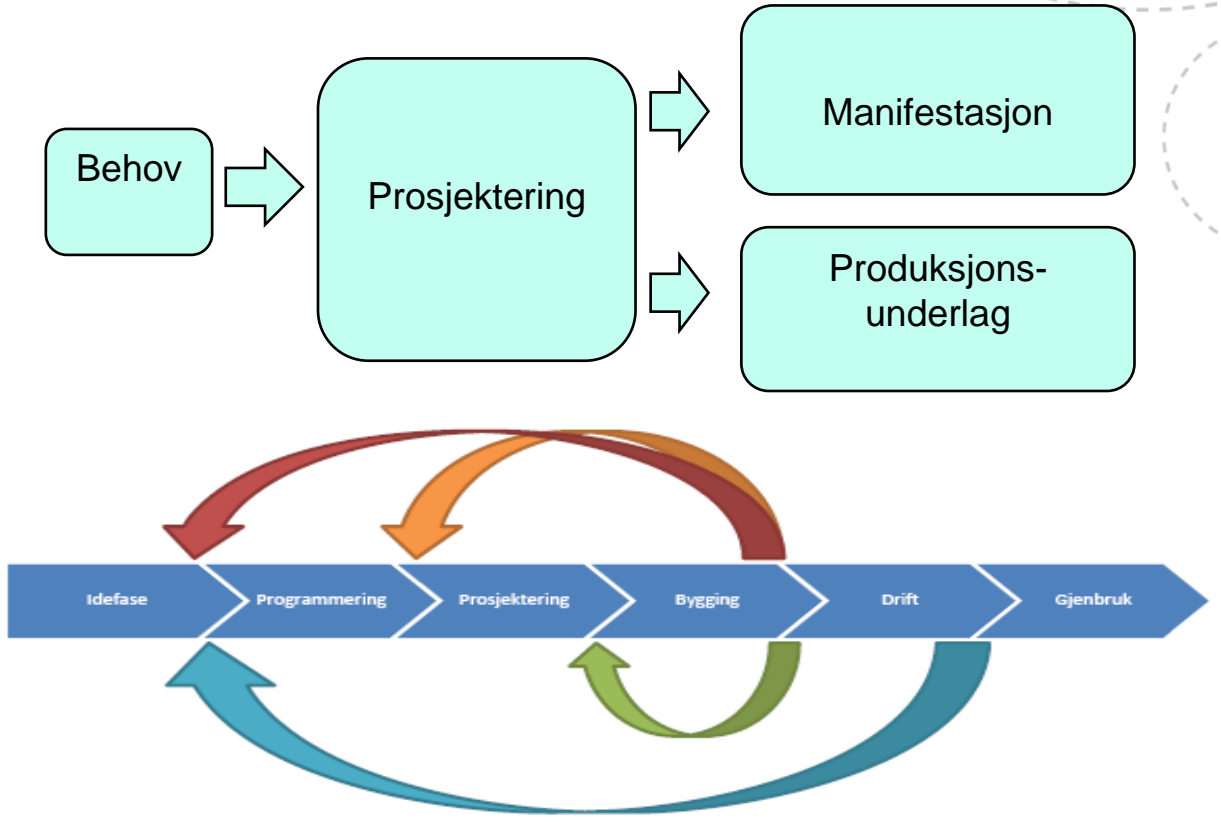 Behov
Prosjektering
Manifestasjon
Produksjons-
underlag
Idefase
Programmering
Prosjektering
Bygging
Drift
Gjenbruk